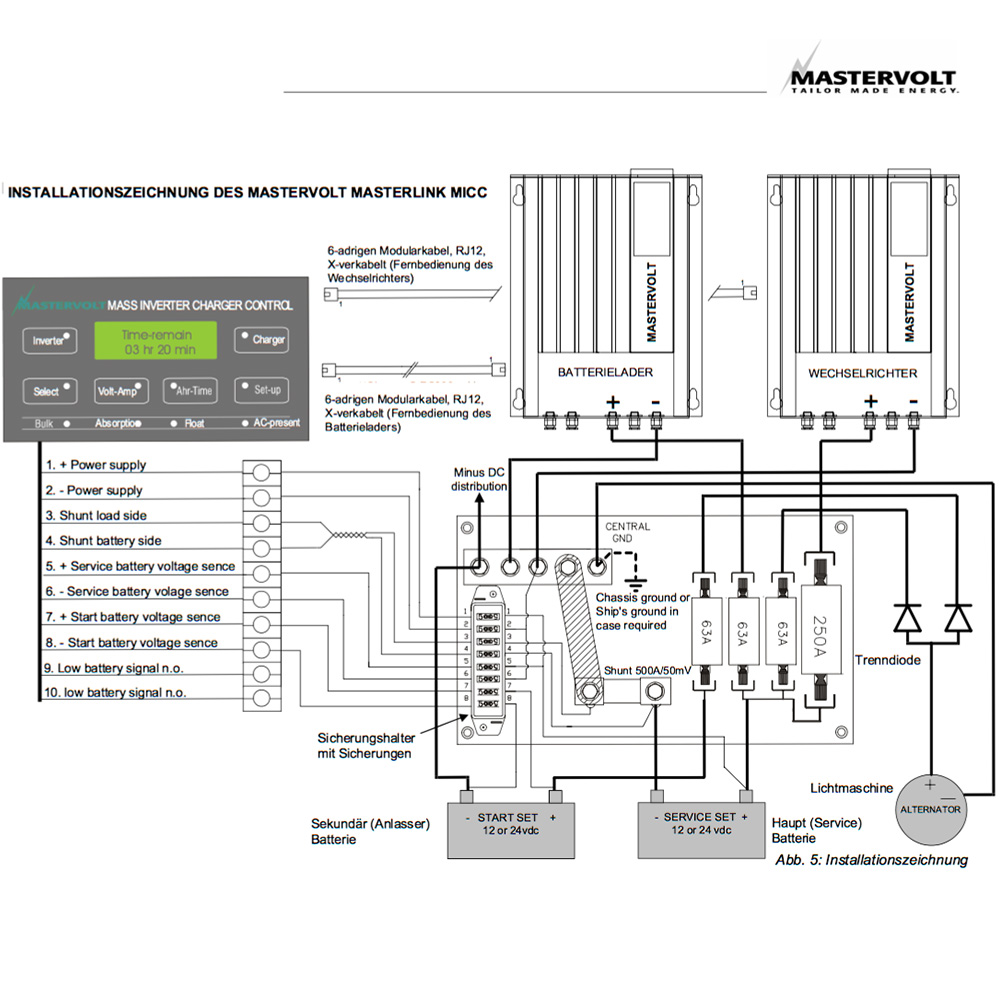 MASTERVOLT
TAILOR MADE ENERGY.
INSTALLATIONSZEICHNUNG DES MASTERVOLT MASTERLINK MICC
6-adrigen Modularkabel, RJ12,
X-verkabelt (Fernbedienung des
Wechselrichters)
1
MASTERVOLT MASS INVERTER CHARGER CONTROL
Inverter
Time-remain
03 hr 20 min
Charger
Select
Volt-Amp
Ahr-Time
Set-up
Bulk
Absorption
Float
AC-present
1
1
6-adrigen Modularkabel, RJ12,
X-verkabelt (Fernbedienung des
Batterieladers)
MASTERVOLT
BATTERIELADER
+ -
MASTERVOLT
WECHSELRICHTER
+ -
1. + Power supply
2. - Power supply
3. Shunt load side
4. Shunt battery side
5. + Service battery voltage sence
6. - Service battery volage sence
7. + Start battery voltage sence
8. - Start battery voltage sence
9. Low battery signal n.o.
10. low battery signal n.o.
Minus DC
distribution
CENTRAL
GND
Chassis ground or
Ship's ground in
case required
1 1
2 2
3 3
4 4
5 5
6 6
7 7
8 8
63A
63A
63A
250A
Shunt 500A/50mV
Trenndiode
Sicherungshalter
mit Sicherungen
Lichtmaschine
+ -
ALTERNATOR
Sekundär (Anlasser)
Batterie
- START SET +
12 or 24vdc
- SERVICE SET +
12 or 24 vdc
Haupt (Service)
Batterie
Abb. 5: Installationszeichnung